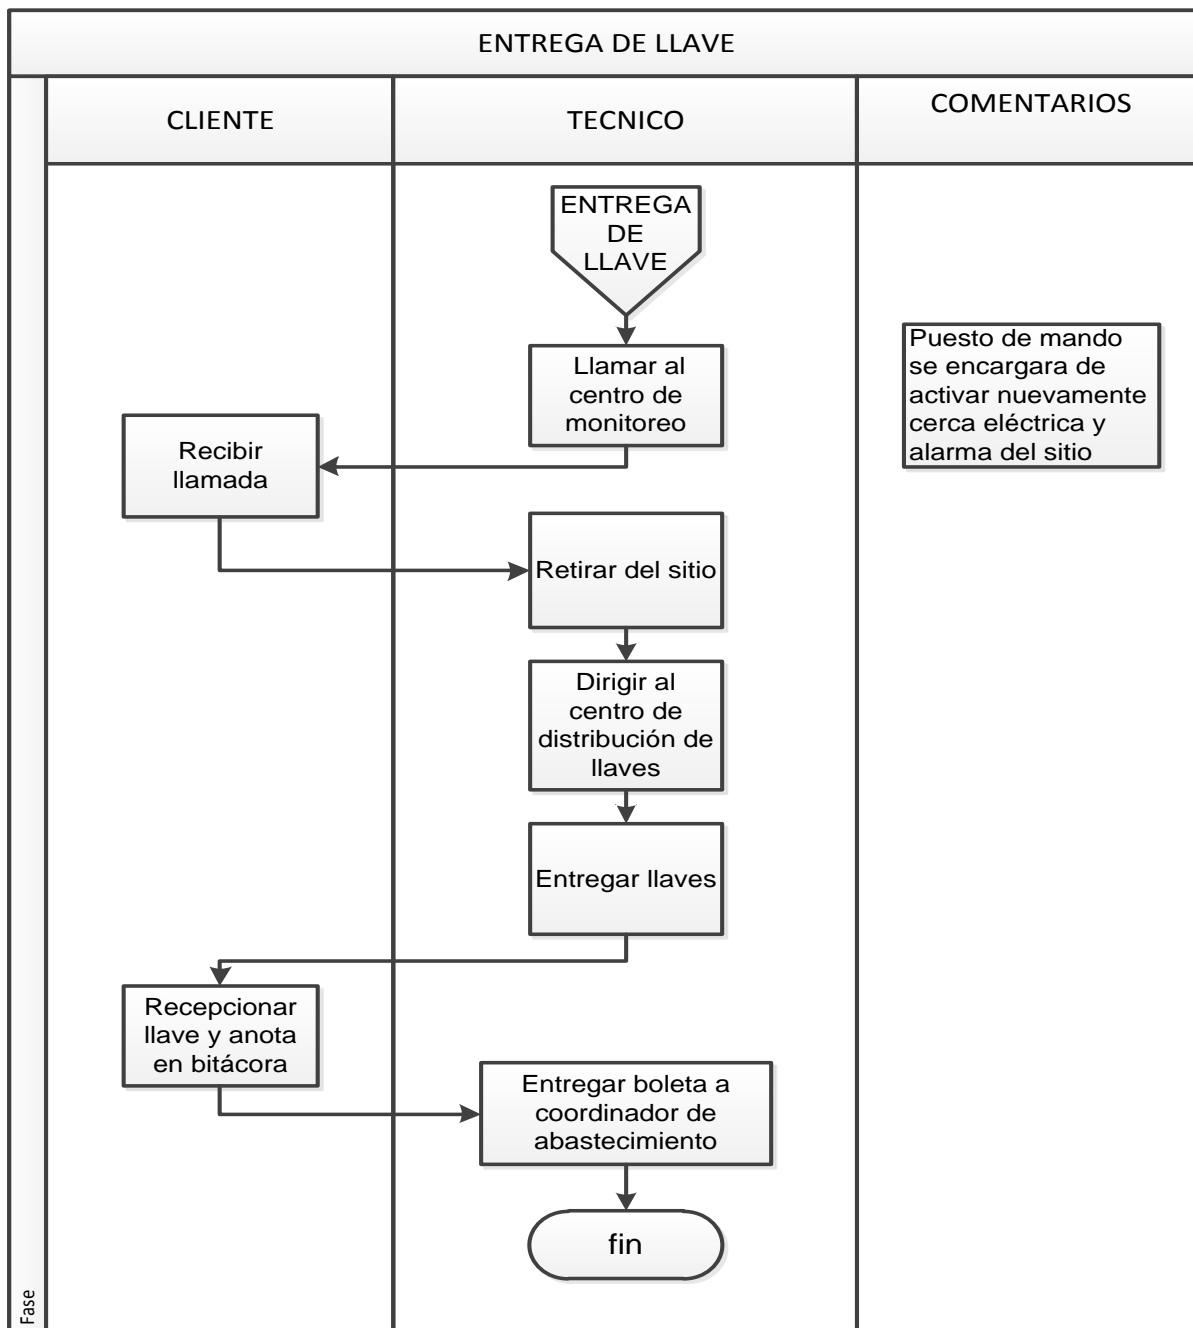 ENTREGA DE LLAVE
CLIENTE
TECNICO
COMENTARIOS
ENTREGA
DE
LLAVE
Llamar al
centro de
monitoreo
Puesto de mando
se encargara de
activar nuevamente
cerca eléctrica y
alarma del sitio
Recibir
llamada
Retirar del sitio
Dirigir al
centro de
distribución de
llaves
Entregar llaves
Recepcionar
llave y anota
en bitácora
Entregar boleta a
coordinador de
abastecimiento
fin
Fase